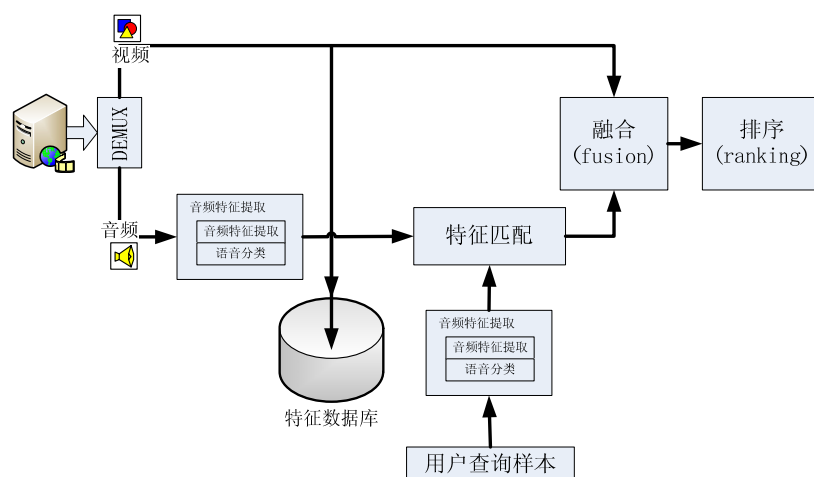 视频
DEMUX
融合
(fusion)
排序
(ranking)
音频
音频特征提取
音频特征提取
语音分类
特征匹配
音频特征提取
音频特征提取
语音分类
特征数据库
用户查询样本